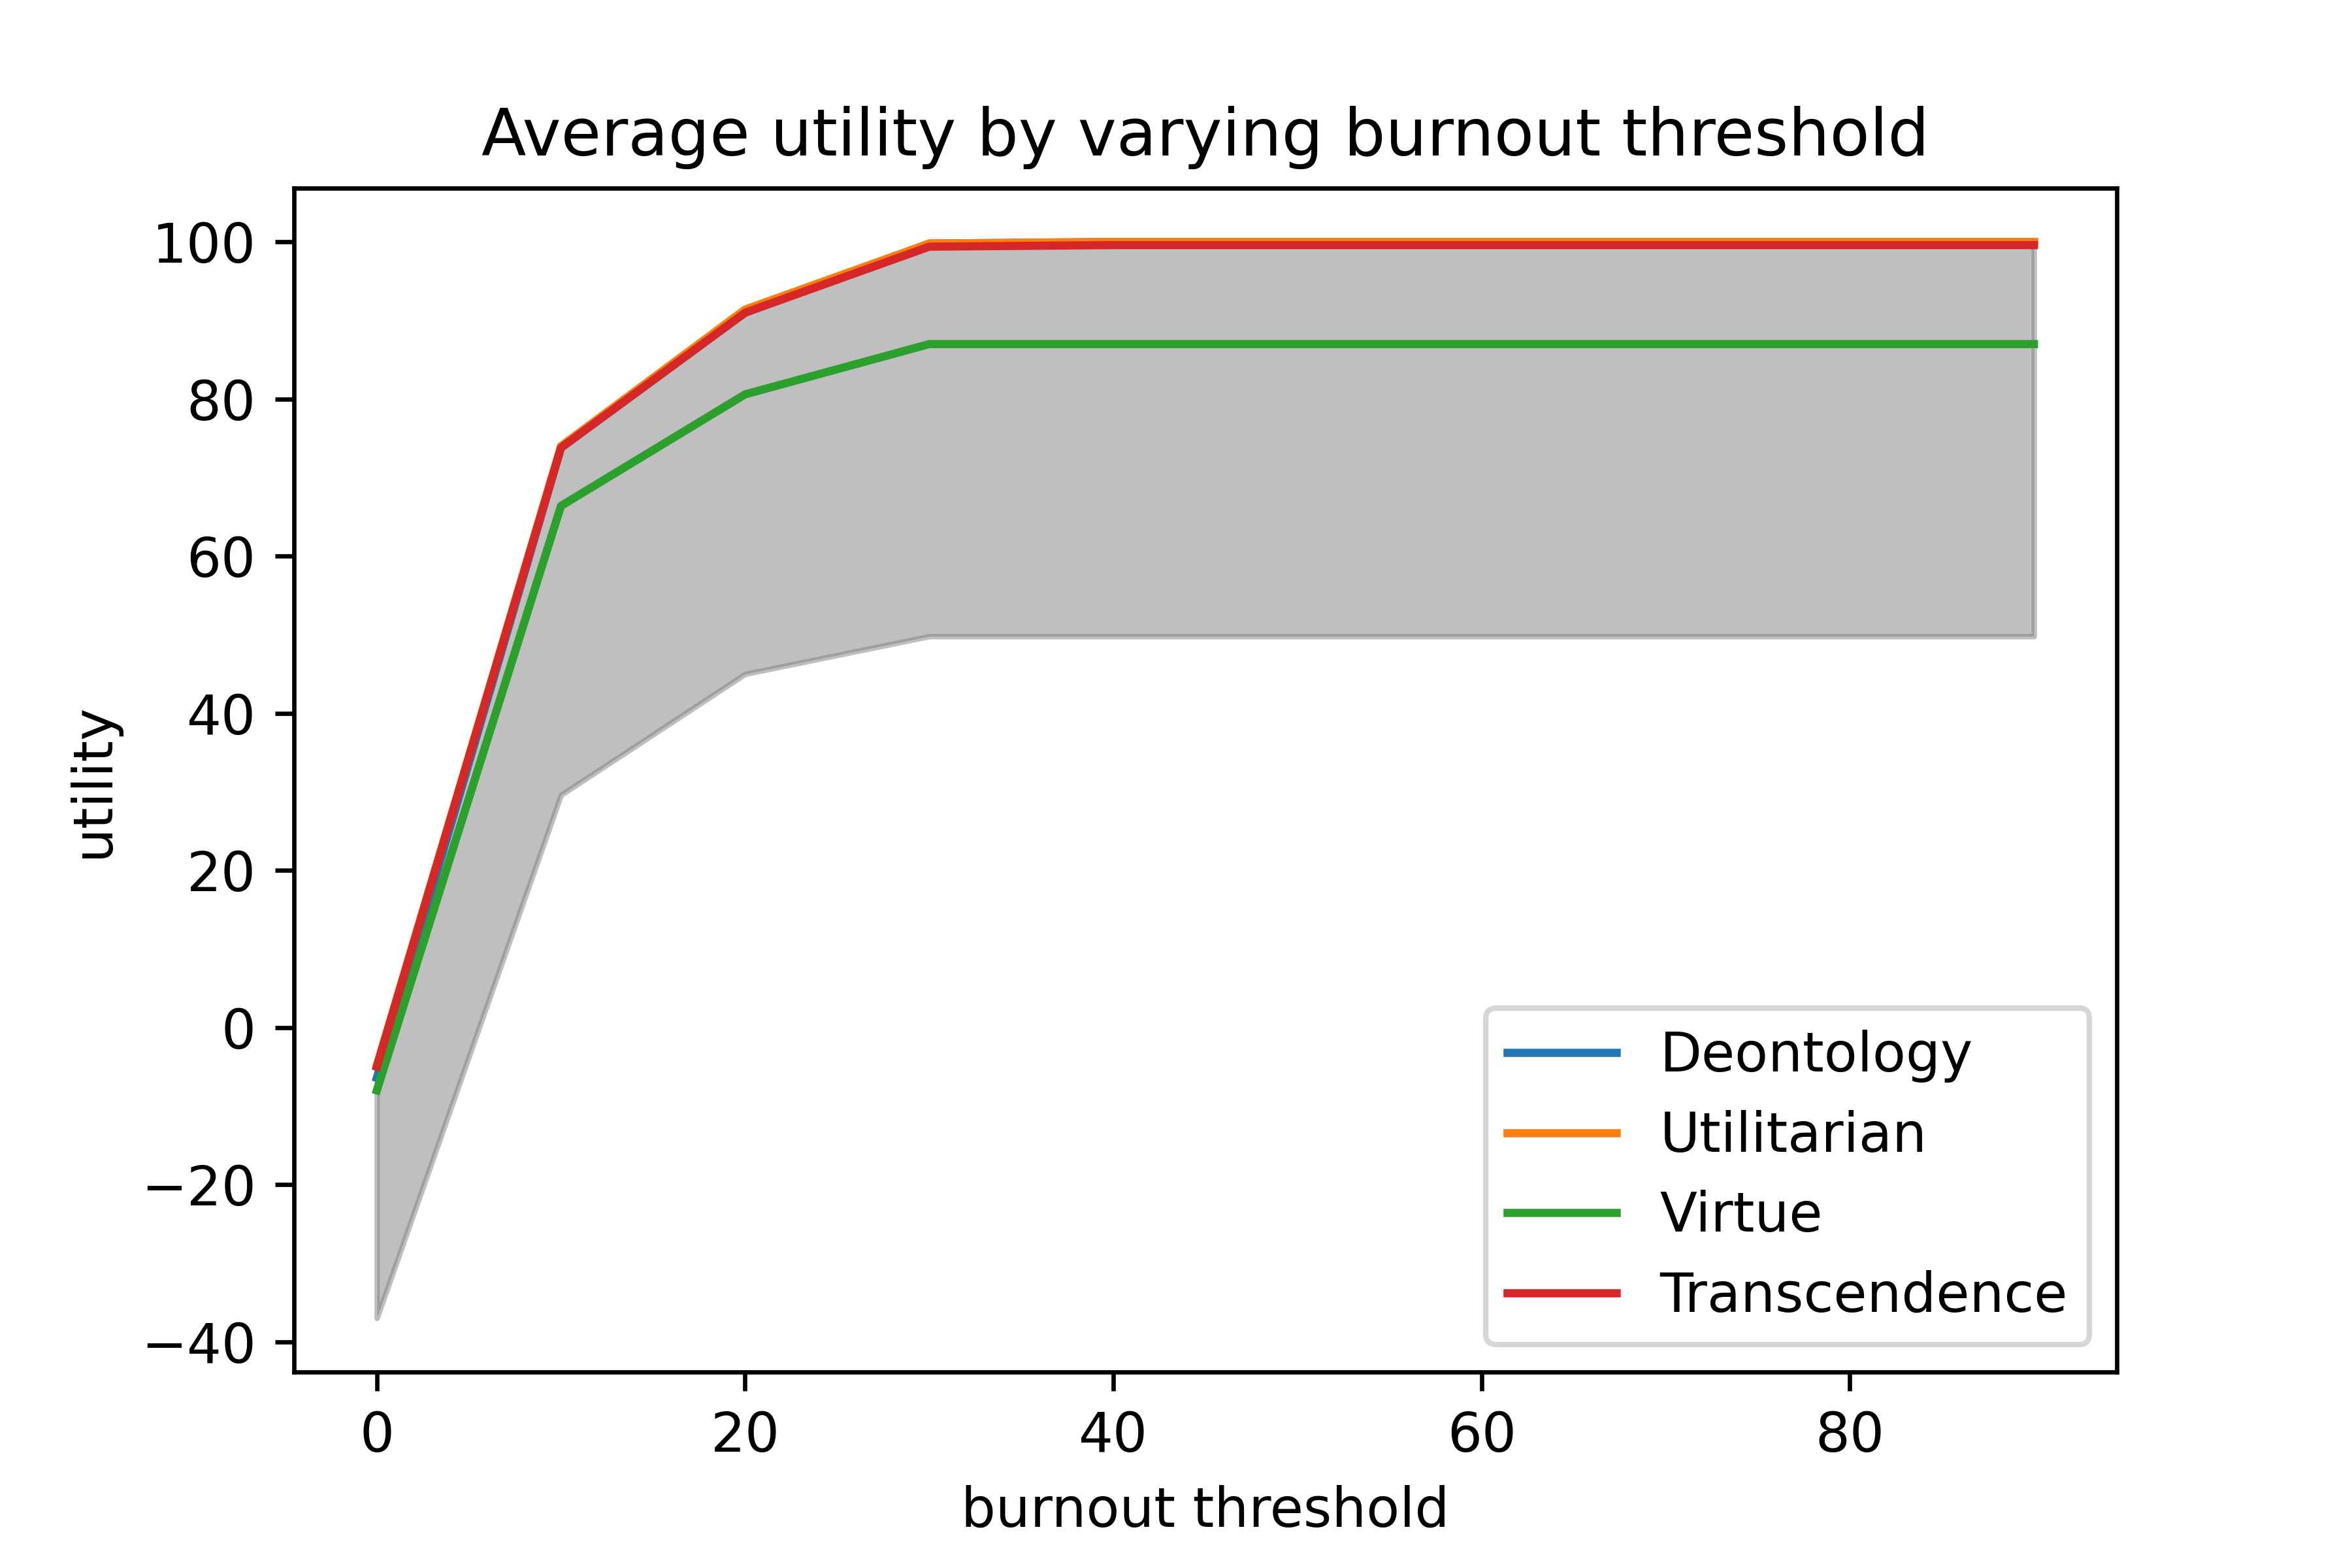 Average utility by varying burnout threshold
100
80
60
40
20
0
−20
−40
utility
0 20 40 60 80
burnout threshold
Deontology
Utilitarian
Virtue
Transcendence